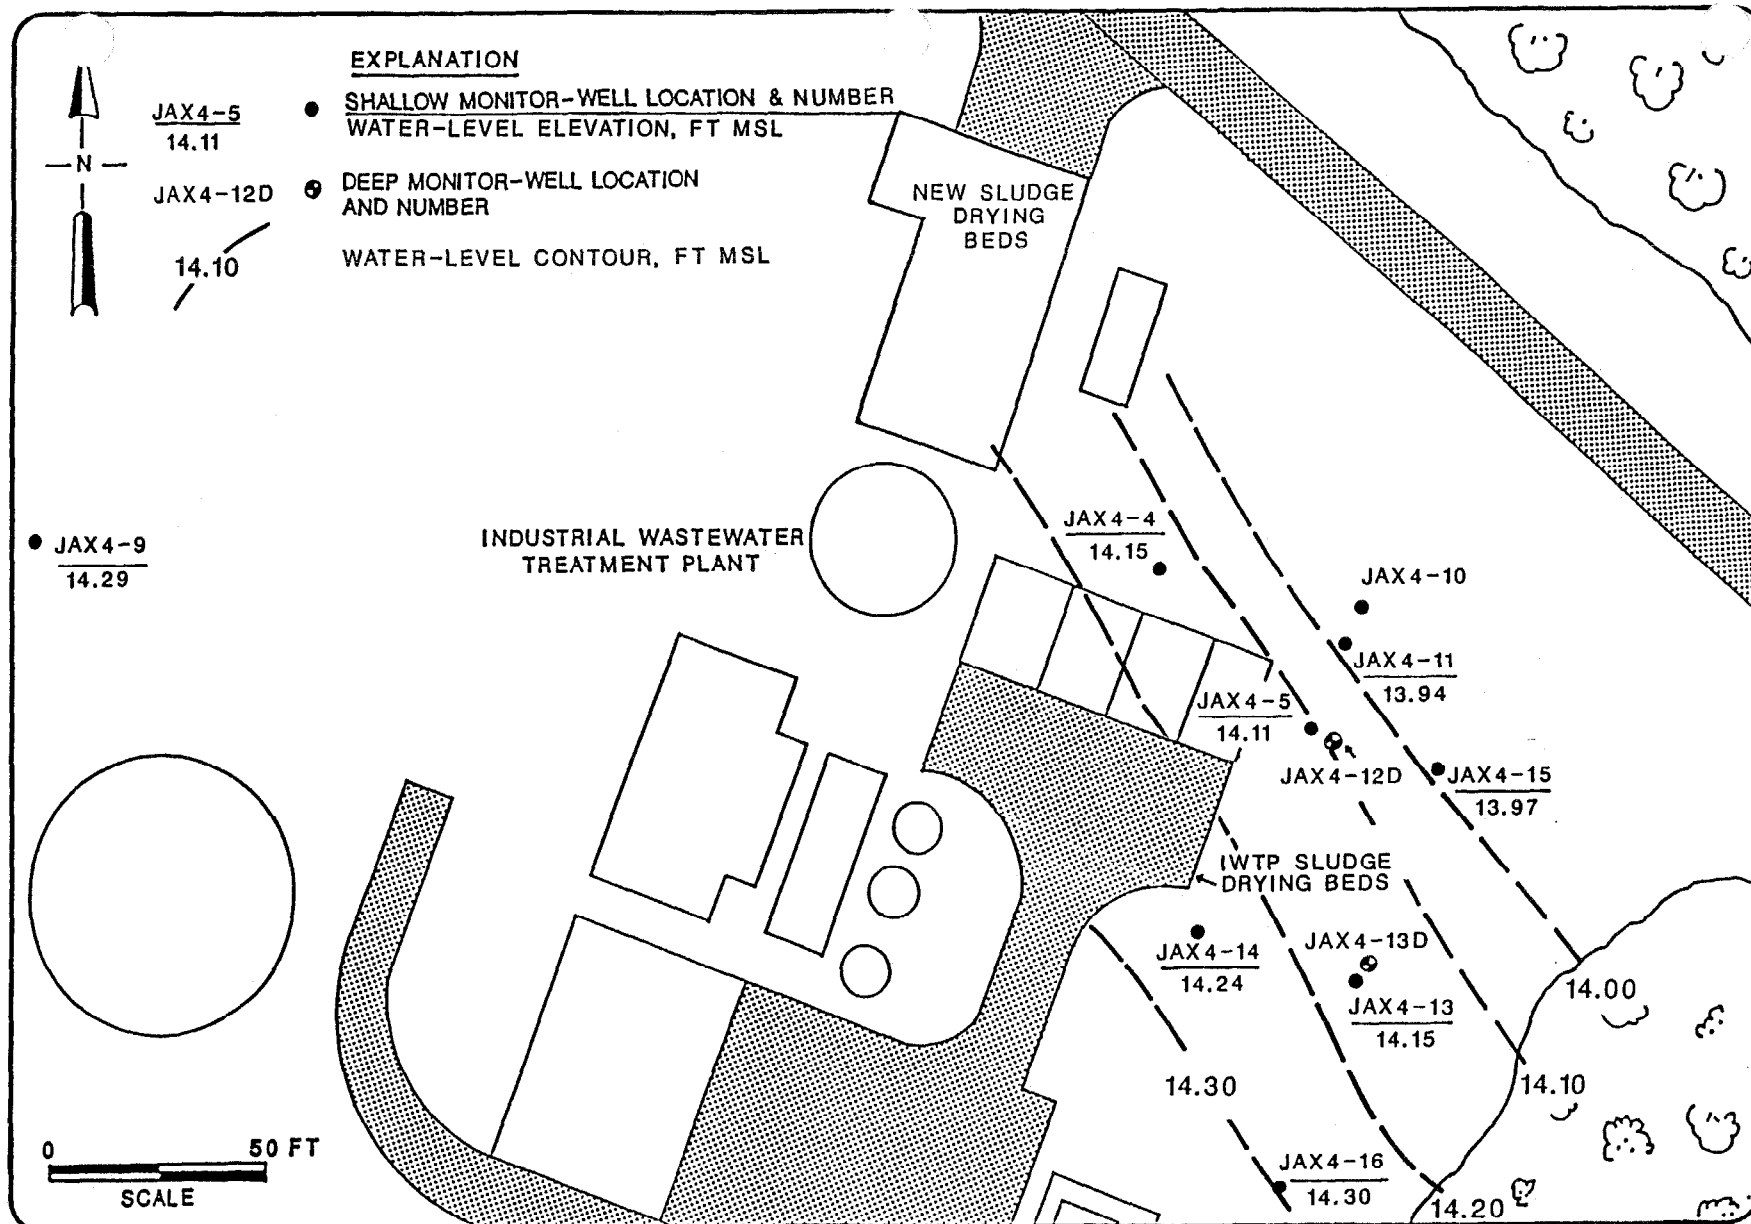 EXPLANATION
JAX4-5
14.11
SHALLOW MONITOR-WELL LOCATION & NUMBER
WATER-LEVEL ELEVATION, FT MSL
N
JAX4-12D
DEEP MONITOR-WELL LOCATION
AND NUMBER
14.10
WATER-LEVEL CONTOUR, FT MSL
NEW SLUDGE
DRYING
BEDS
JAX4-9
14.29
INDUSTRIAL WASTEWATER
TREATMENT PLANT
JAX4-4
14.15
JAX4-10
JAX4-11
13.94
JAX4-5
14.11
JAX4-12D
JAX4-15
13.97
IWTP SLUDGE
DRYING BEDS
JAX4-14
14.24
JAX4-13D
JAX4-13
14.15
14.00
14.30
14.10
JAX4-16
14.30
14.20
0 50 FT
SCALE